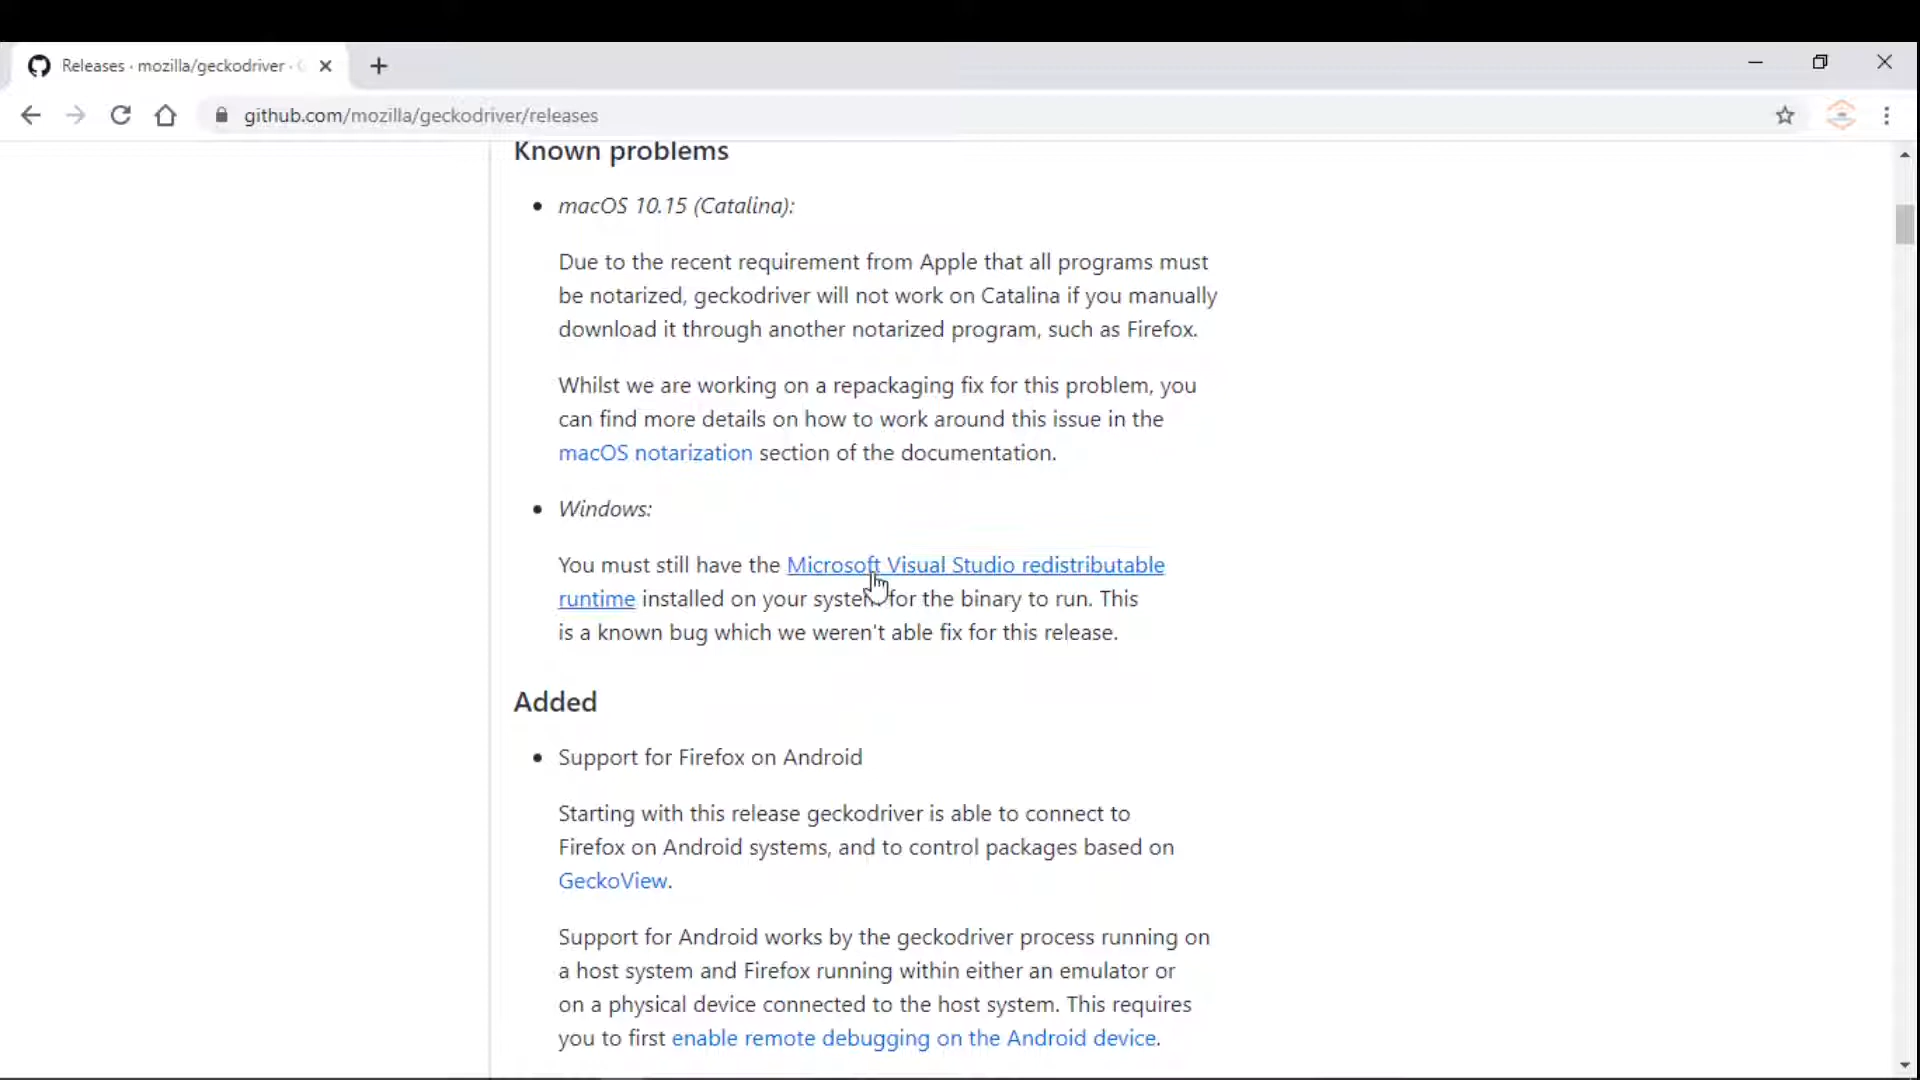 Releases · mozilla/geckodriver ·
github.com/mozilla/geckodriver/releases
Known problems
macOS 10.15 (Catalina):
Due to the recent requirement from Apple that all programs must
be notarized, geckodriver will not work on Catalina if you manually
download it through another notarized program, such as Firefox.
Whilst we are working on a repackaging fix for this problem, you
can find more details on how to work around this issue in the
macOS notarization section of the documentation.
Windows:
You must still have the Microsoft Visual Studio redistributable
runtime installed on your system for the binary to run. This
is a known bug which we weren't able fix for this release.
Added
Support for Firefox on Android
Starting with this release geckodriver is able to connect to
Firefox on Android systems, and to control packages based on
GeckoView.
Support for Android works by the geckodriver process running on
a host system and Firefox running within either an emulator or
on a physical device connected to the host system. This requires
you to first enable remote debugging on the Android device.